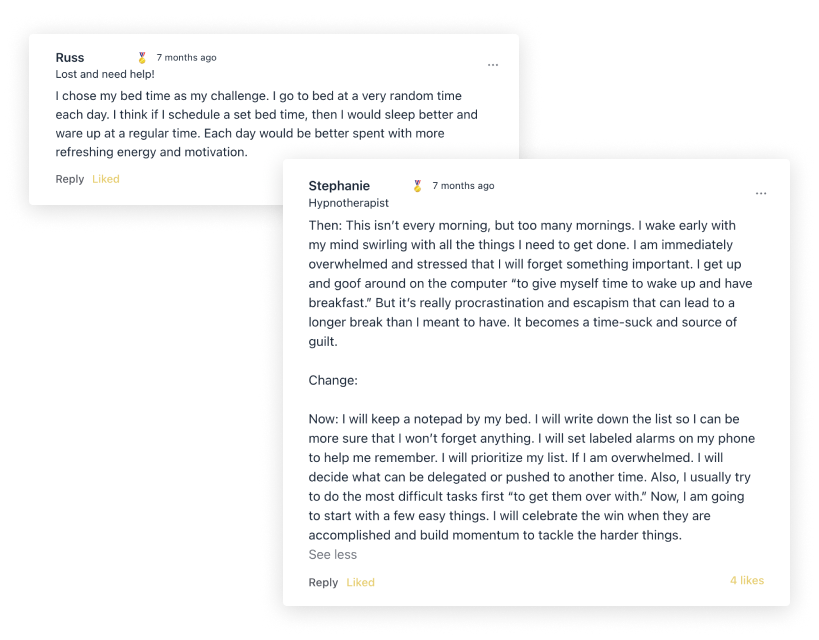 Russ 7 months ago
Lost and need help!
...
I chose my bed time as my challenge. I go to bed at a very random time
each day. I think if I schedule a set bed time, then I would sleep better and
ware up at a regular time. Each day would be better spent with more
refreshing energy and motivation.
Reply Liked
Stephanie 7 months ago
Hypnotherapist
...
Then: This isn’t every morning, but too many mornings. I wake early with
my mind swirling with all the things I need to get done. I am immediately
overwhelmed and stressed that I will forget something important. I get up
and goof around on the computer “to give myself time to wake up and have
breakfast.” But it’s really procrastination and escapism that can lead to a
longer break than I meant to have. It becomes a time-suck and source of
guilt.
Change:
Now: I will keep a notepad by my bed. I will write down the list so I can be
more sure that I won’t forget anything. I will set labeled alarms on my phone
to help me remember. I will prioritize my list. If I am overwhelmed. I will
decide what can be delegated or pushed to another time. Also, I usually try
to do the most difficult tasks first “to get them over with.” Now, I am going
to start with a few easy things. I will celebrate the win when they are
accomplished and build momentum to tackle the harder things.
See less
Reply Liked 4 likes